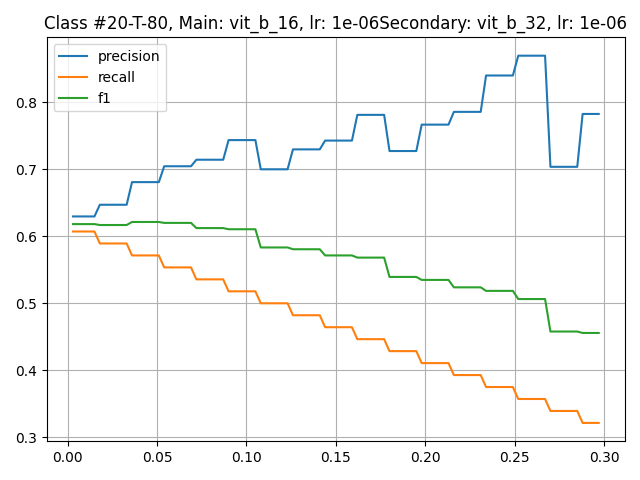 Class #20-T-80, Main: vit_b_16, lr: 1e-06Secondary: vit_b_32, lr: 1e-06
precision
recall
f1
0.8
0.7
0.6
0.5
0.4
0.3
0.00 0.05 0.10 0.15 0.20 0.25 0.30